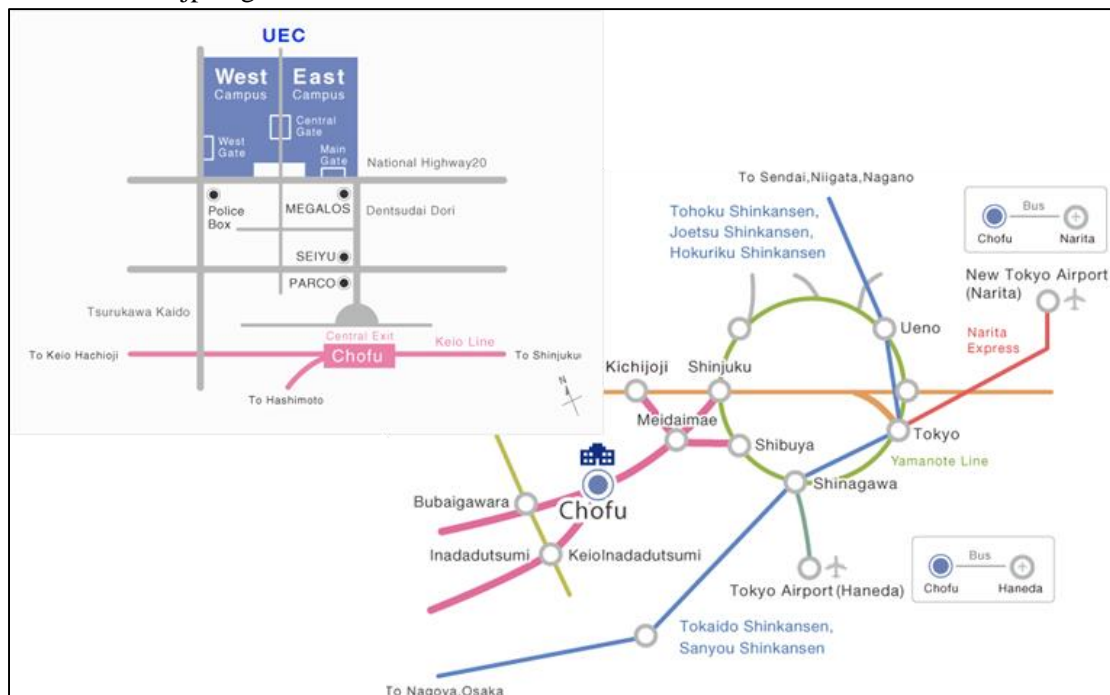 UEC
West
Campus
East
Campus
Central
Gate
West
Gate
Main
Gate
National Highway20
Police
Box
MEGALOS
Dentsudai Dori
SEIYU
PARCO
Tsurukawa Kaido
Central Exit
Keio Line
To Keio Hachioji
Chofu
To Shinjuku
To Hashimoto
N
To Sendai,Niigata,Nagano
Tohoku Shinkansen,
Joetsu Shinkansen,
Hokuriku Shinkansen
Bus
Chofu
Narita
New Tokyo Airport
(Narita)
Ueno
Narita
Express
Kichijoji
Shinjuku
Meidaimae
Shibuya
Tokyo
Yamanote Line
Shinagawa
Bubaigawara
Chofu
Inadadutsumi
KeioInadadutsumi
Tokyo Airport(Haneda)
Bus
Chofu
Haneda
Tokaido Shinkansen,
Sanyou Shinkansen
To Nagoya,Osaka